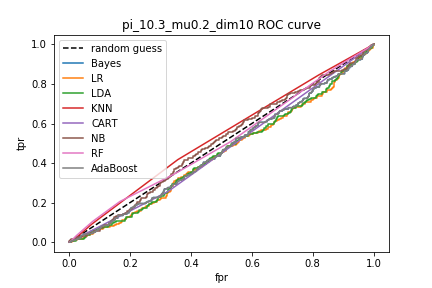 pi_10.3_mu0.2_dim10 ROC curve
random guess
Bayes
LR
LDA
KNN
CART
NB
RF
AdaBoost
1.0
0.8
0.6
0.4
0.2
0.0
tpr
0.0 0.2 0.4 0.6 0.8 1.0
fpr